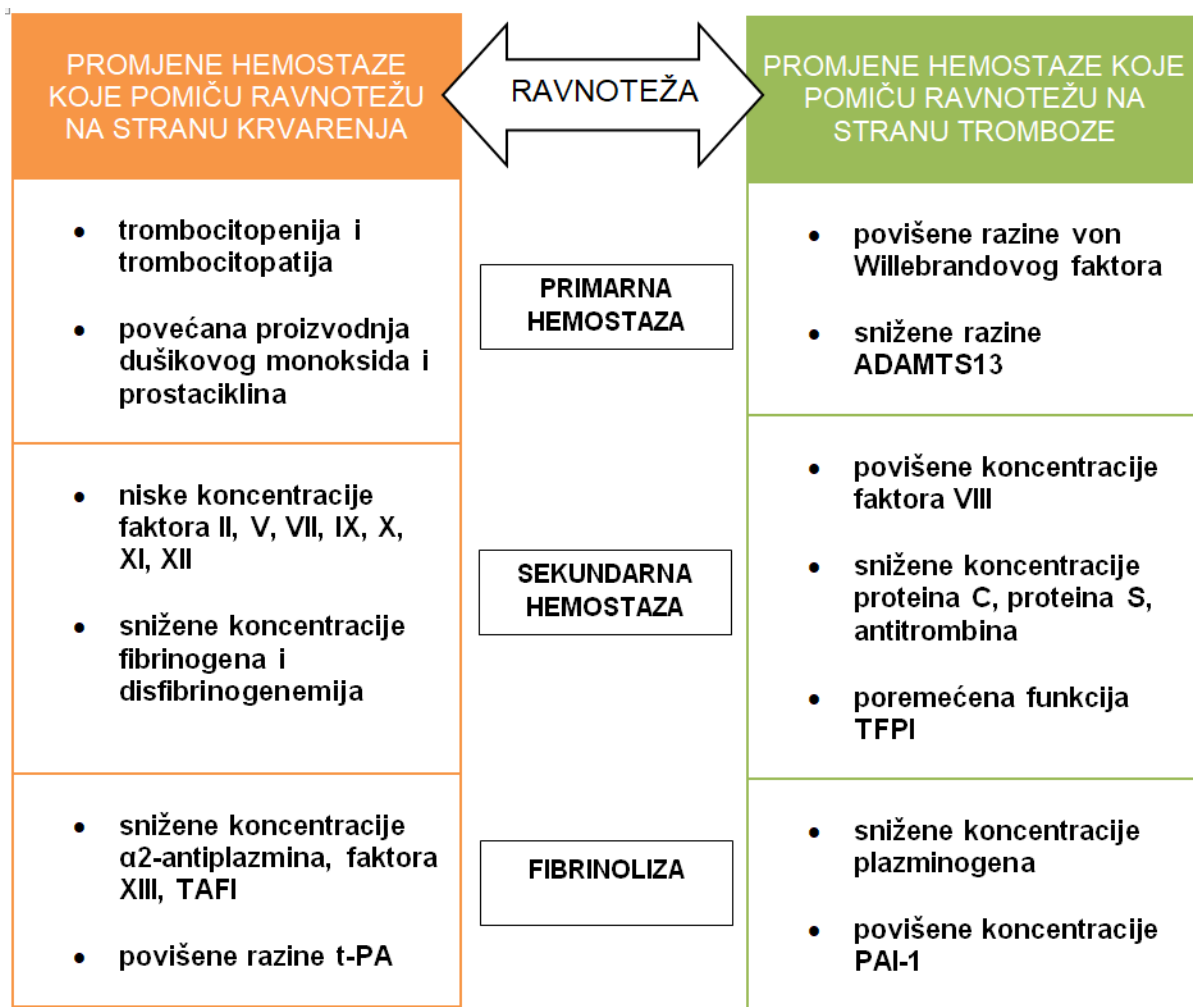 PROMJENE HEMOSTAZE
KOJE POMIČU RAVNOTEŽU
NA STRANU KRVARENJA
RAVNOTEŽA
PROMJENE HEMOSTAZE KOJE
POMIČU RAVNOTEŽU NA
STRANU TROMBOZE
• trombocitopenija i
trombocitopatija
• povećana proizvodnja
dušikovog monoksida i
prostaciklina
PRIMARNA
HEMOSTAZA
• povišene razine von
Willebrandovog faktora
• snižene razine
ADAMTS13
• niske koncentracije
faktora II, V, VII, IX, X,
XI, XII
• snižene koncentracije
fibrinogena i
disfibrinogenemija
SEKUNDARNA
HEMOSTAZA
• povišene koncentracije
faktora VIII
• snižene koncentracije
proteina C, proteina S,
antitrombina
• poremećena funkcija
TFPI
• snižene koncentracije
α2-antiplazmina, faktora
XIII, TAFI
• povišene razine t-PA
FIBRINOLIZA
• snižene koncentracije
plazminogena
• povišene koncentracije
PAI-1